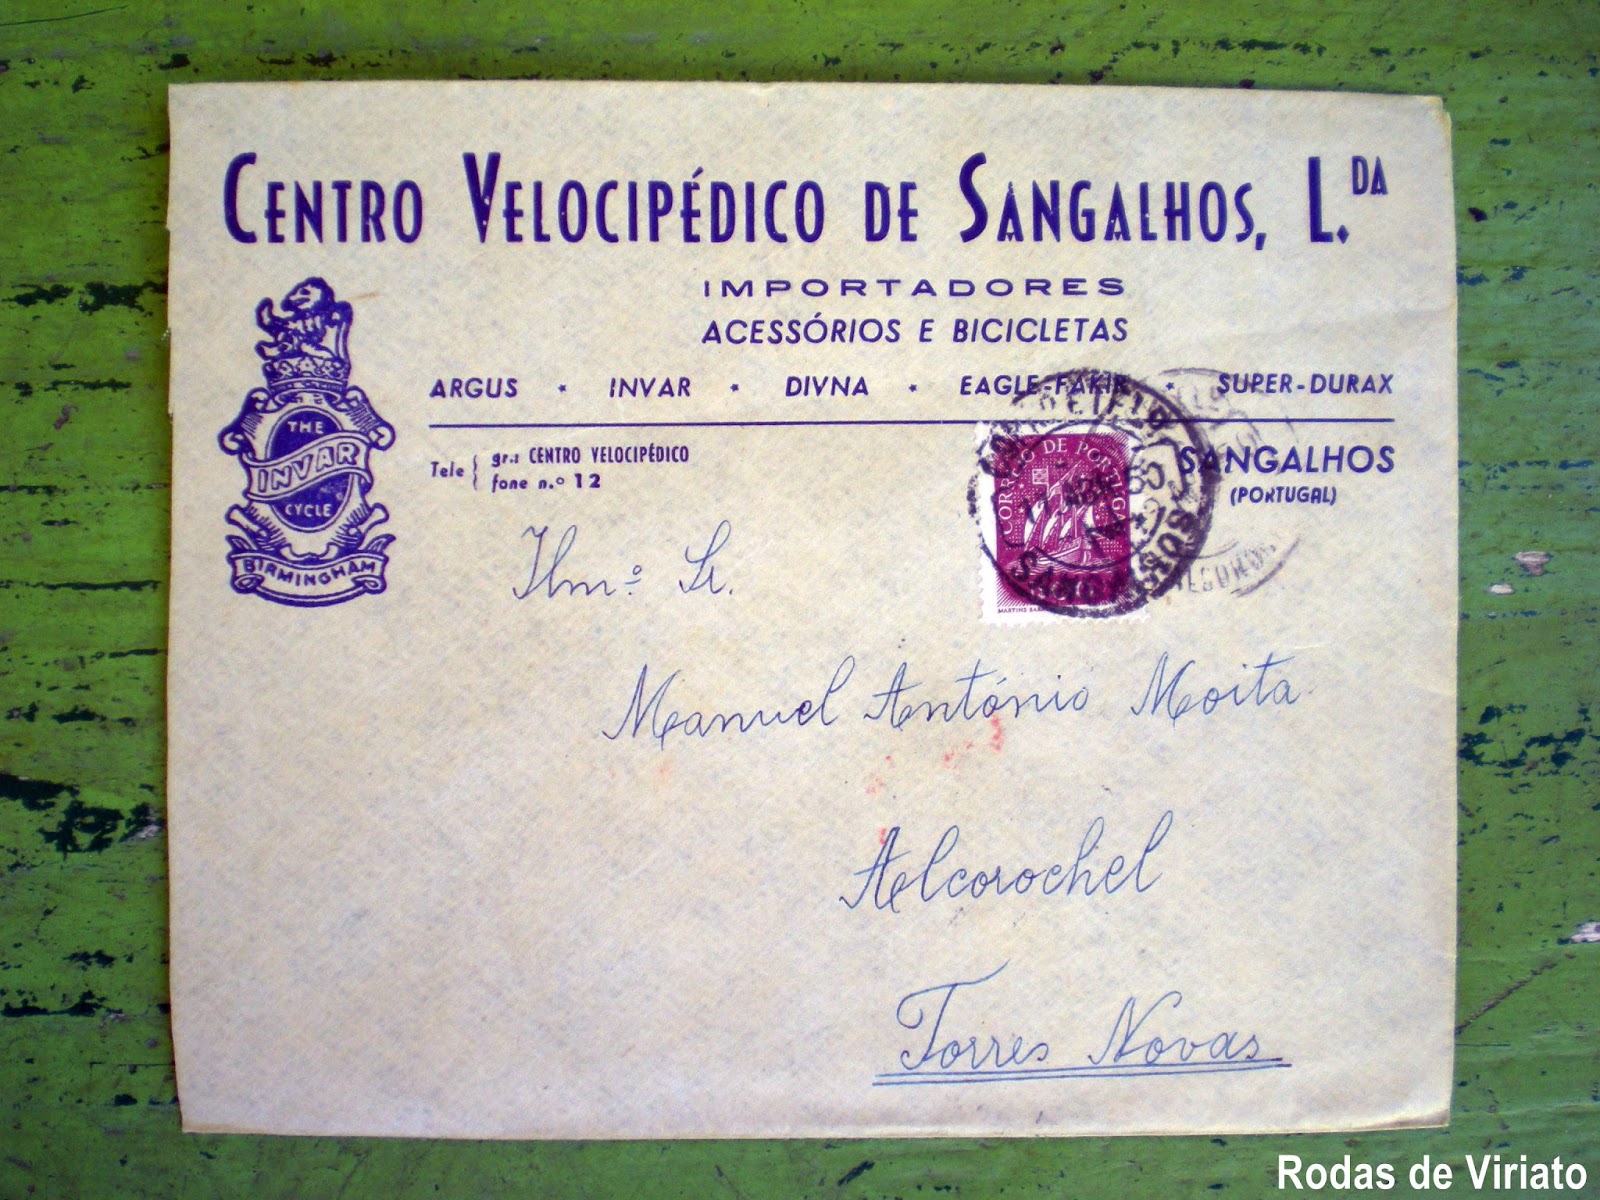 CENTRO VELOCIPÉDICO DE SANGALHOS, L.DA
IMPORTADORES
ACESSÓRIOS E BICICLETAS
ARGUS * INVAR * DIVNA * EAGLE-FAKIR * SUPER-DURAX
THE
INVAR
CYCLE
BIRMINGHAM
Tele { gr.: CENTRO VELOCIPÉDICO
fone n.º 12
SANGALHOS
(PORTUGAL)
CORREIO DE PORTUGAL
MARTINS
Ilm.º Sr.
Manuel António Moita
Alcorochel
Torres Novas
Rodas de Viriato